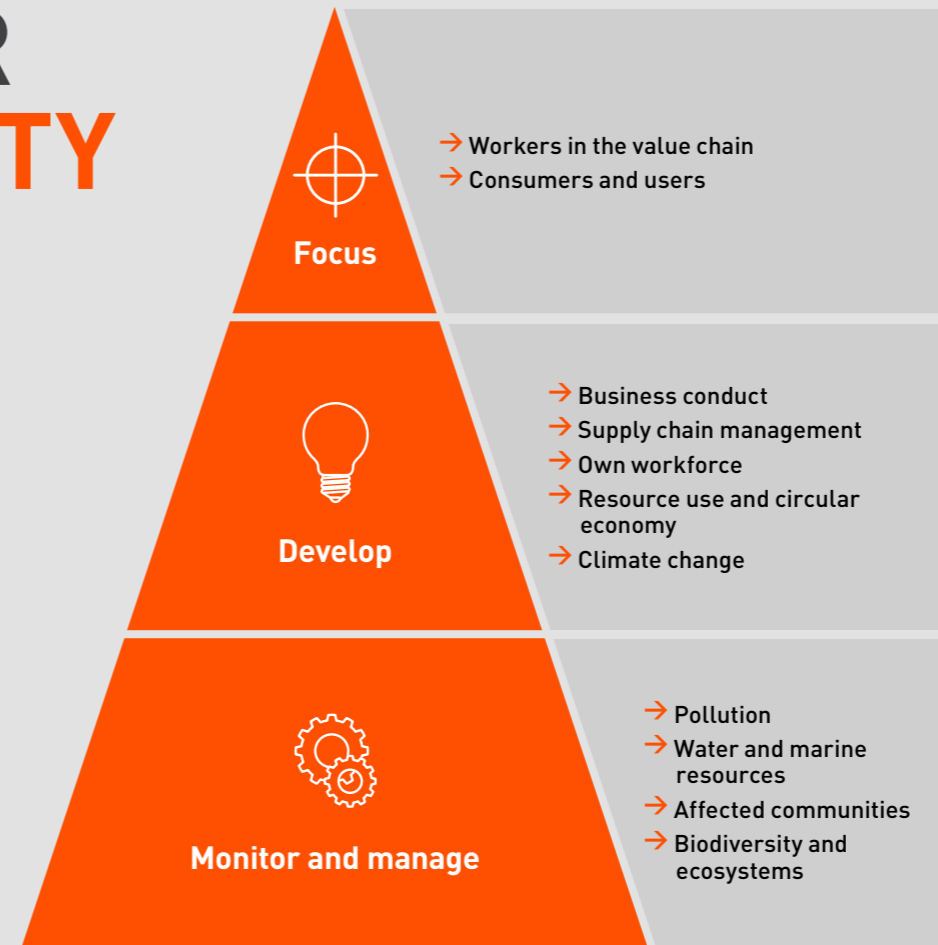 R
TY
→ Workers in the value chain
→ Consumers and users
Focus
→ Business conduct
→ Supply chain management
→ Own workforce
→ Resource use and circular
economy
→ Climate change
Develop
→ Pollution
→ Water and marine
resources
→ Affected communities
→ Biodiversity and
ecosystems
Monitor and manage